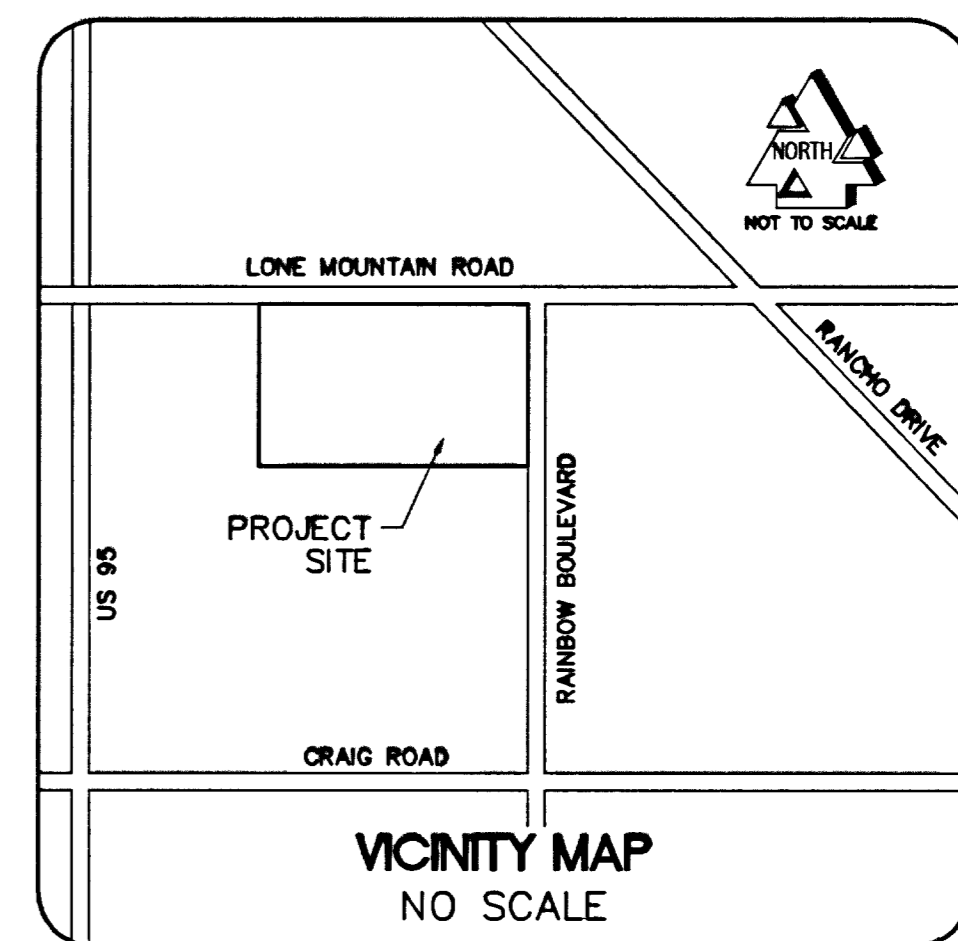 NORTH
NOT TO SCALE
LONE MOUNTAIN ROAD
RANCHO DRIVE
PROJECT
SITE
US 95
RAINBOW BOULEVARD
CRAIG ROAD
VICINITY MAP
NO SCALE